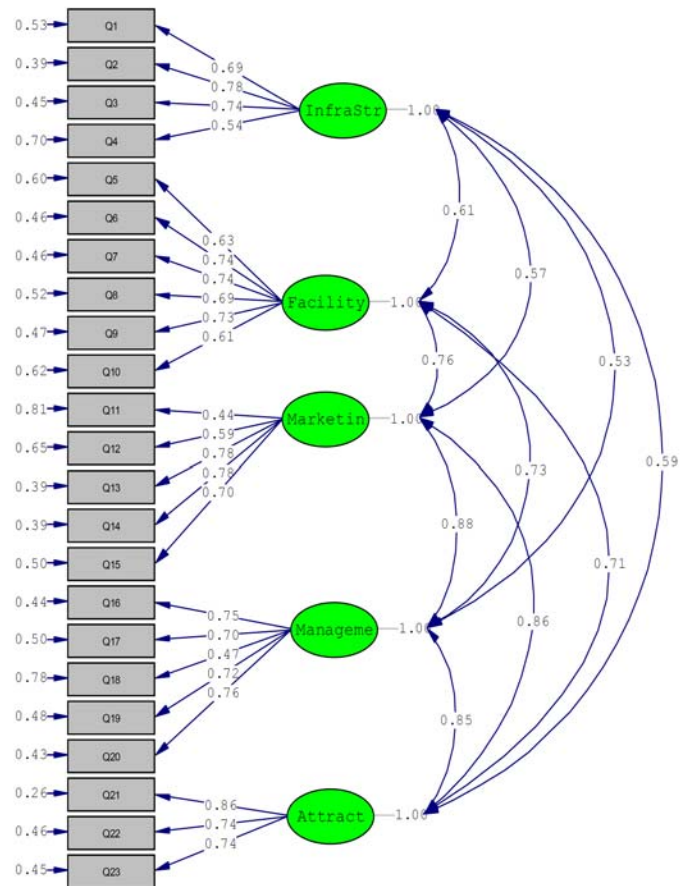 0.53 Q1
0.39 Q2
0.69
0.78
0.45 Q3
0.74
InfraStr 1.00
0.54
0.70 Q4
0.60 Q5
0.61
0.46 Q6
0.63
0.74
0.46 Q7
0.74
0.57
0.52 Q8
0.69
Facility 1.00
0.73
0.47 Q9
0.61
0.76
0.53
0.62 Q10
0.81 Q11
0.44
Marketin 1.00
0.59
0.65 Q12
0.78
0.59
0.73
0.39 Q13
0.78
0.70
0.39 Q14
0.88
0.50 Q15
0.71
0.44 Q16
0.75
0.86
Manageme 1.00
0.50 Q17
0.70
0.47
0.78 Q18
0.72
0.76
0.48 Q19
0.85
0.43 Q20
0.26 Q21
0.86
Attract 1.00
0.74
0.46 Q22
0.74
0.45 Q23